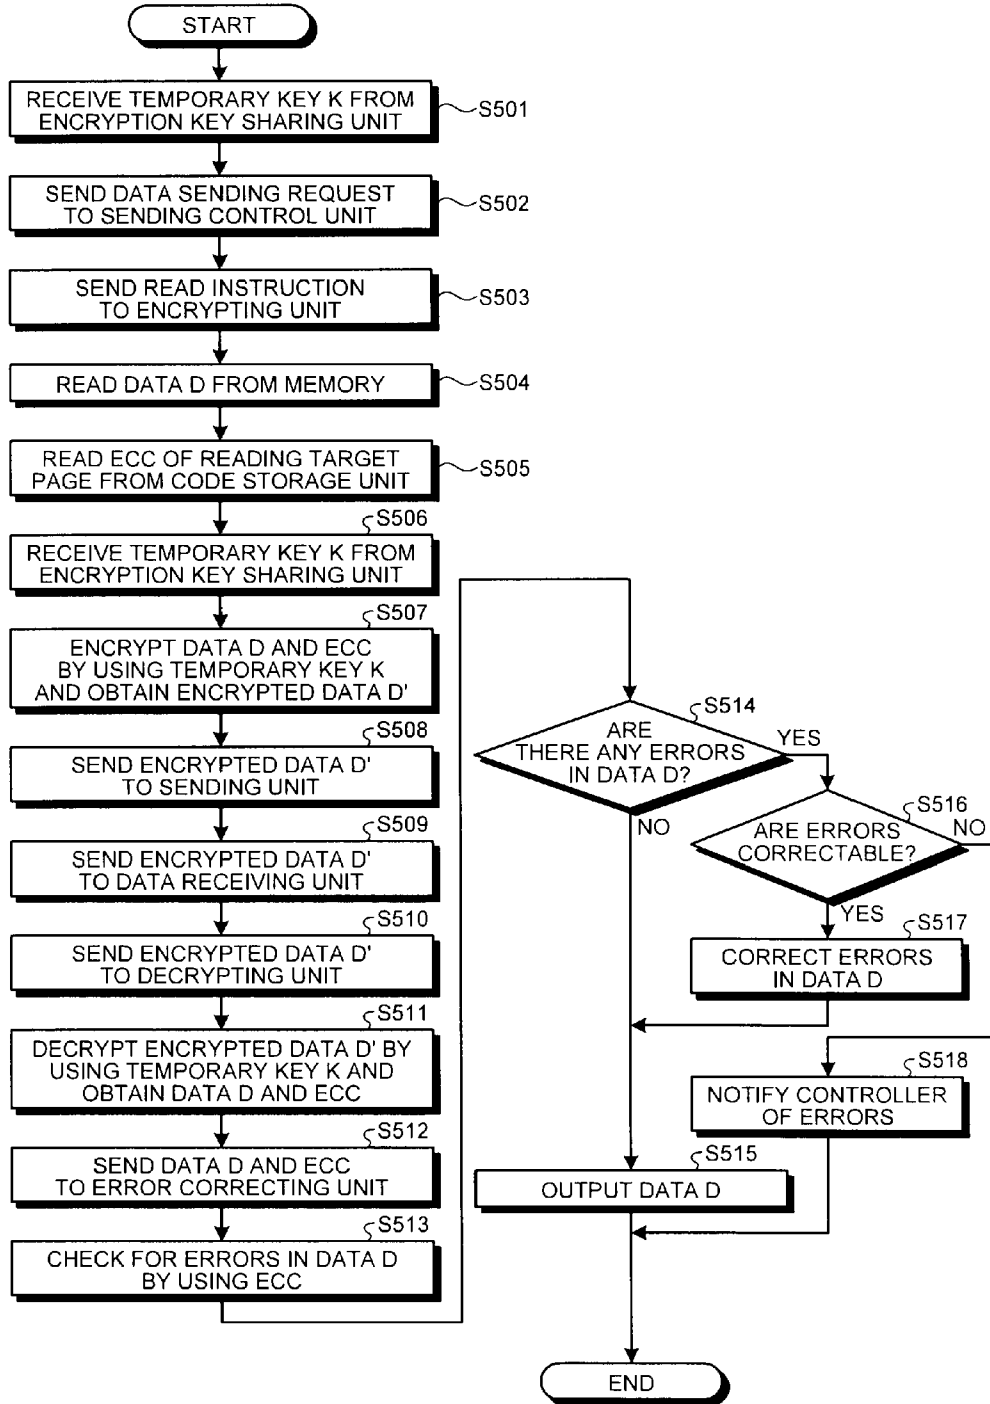 START
RECEIVE TEMPORARY KEY K FROM
ENCRYPTION KEY SHARING UNIT
S501
SEND DATA SENDING REQUEST
TO SENDING CONTROL UNIT
S502
SEND READ INSTRUCTION
TO ENCRYPTING UNIT
S503
READ DATA D FROM MEMORY
S504
READ ECC OF READING TARGET
PAGE FROM CODE STORAGE UNIT
S505
S506
RECEIVE TEMPORARY KEY K FROM
ENCRYPTION KEY SHARING UNIT
S507
ENCRYPT DATA D AND ECC
BY USING TEMPORARY KEY K
AND OBTAIN ENCRYPTED DATA D'
S508
SEND ENCRYPTED DATA D'
TO SENDING UNIT
S509
SEND ENCRYPTED DATA D'
TO DATA RECEIVING UNIT
S510
SEND ENCRYPTED DATA D'
TO DECRYPTING UNIT
S511
DECRYPT ENCRYPTED DATA D' BY
USING TEMPORARY KEY K AND
OBTAIN DATA D AND ECC
S512
SEND DATA D AND ECC
TO ERROR CORRECTING UNIT
S513
CHECK FOR ERRORS IN DATA D
BY USING ECC
S514
ARE
THERE ANY ERRORS
IN DATA D?
YES
NO
S516
ARE ERRORS
CORRECTABLE?
NO
YES
S517
CORRECT ERRORS
IN DATA D
S518
NOTIFY CONTROLLER
OF ERRORS
S515
OUTPUT DATA D
END